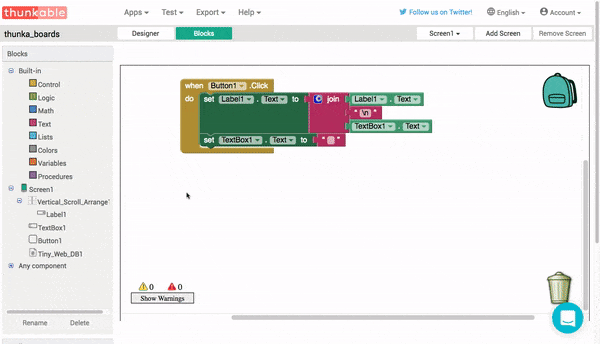 thunkable
Apps Test Export Help Follow us on Twitter! English Account
thunka_boards Designer Blocks Screen1 Add Screen Remove Screen
Blocks
Built-in
Control
Logic
Math
Text
Lists
Colors
Variables
Procedures
Screen1
Vertical_Scroll_Arrange
Label1
TextBox1
Button1
Tiny_Web_DB1
Any component
Rename Delete
when Button1 .Click
do set Label1 . Text to join Label1 . Text
" \n "
TextBox1 . Text
set TextBox1 . Text to " "
0 0
Show Warnings